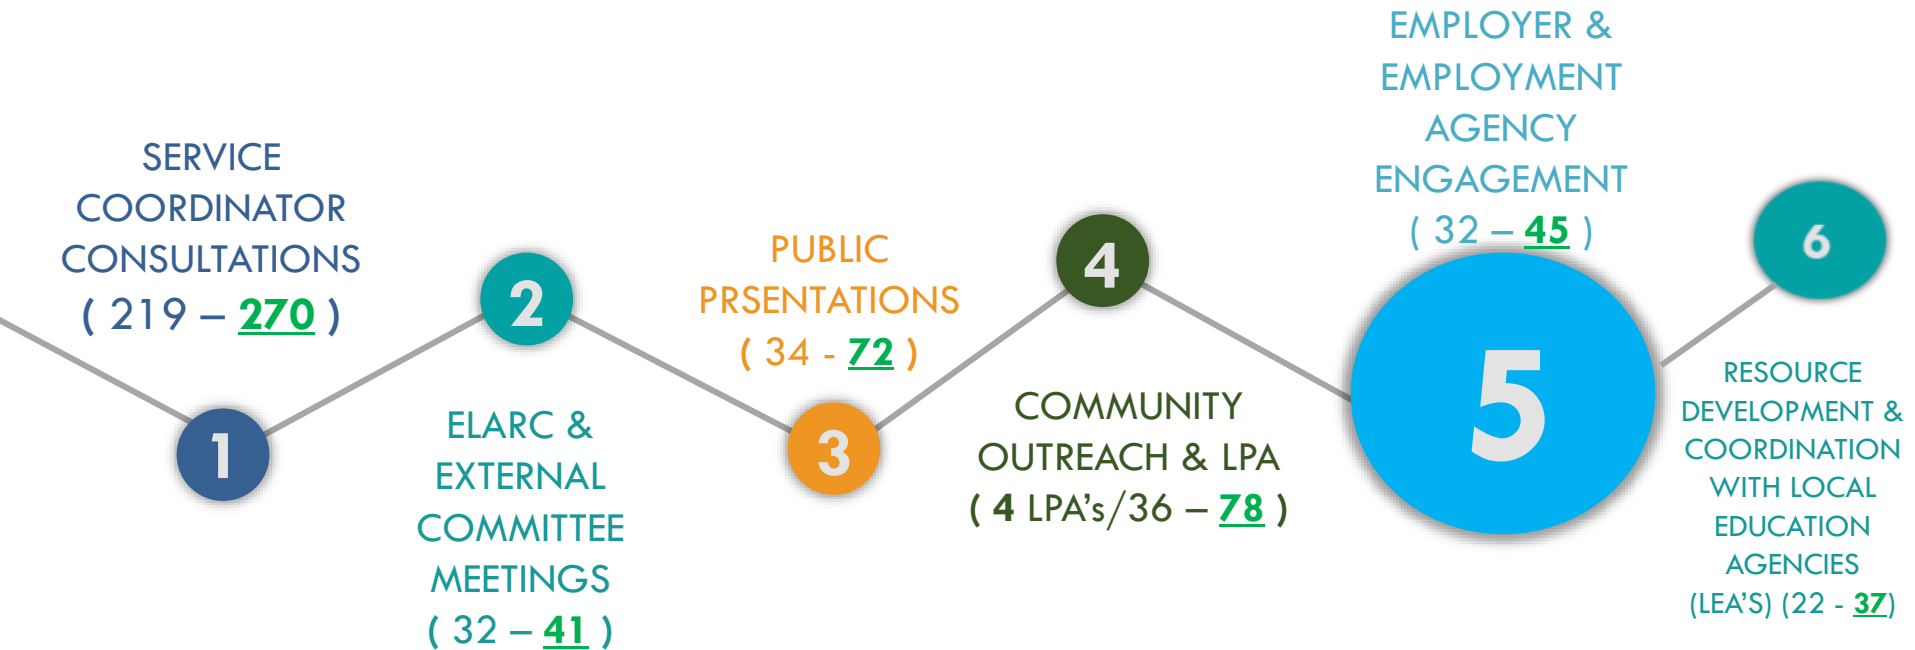 SERVICE
COORDINATOR
CONSULTATIONS
( 219 – 270 )
1
2
ELARC &
EXTERNAL
COMMITTEE
MEETINGS
( 32 – 41 )
PUBLIC
PRSENTATIONS
( 34 - 72 )
3
4
COMMUNITY
OUTREACH & LPA
( 4 LPA’s/36 – 78 )
EMPLOYER &
EMPLOYMENT
AGENCY
ENGAGEMENT
( 32 – 45 )
5
6
RESOURCE
DEVELOPMENT &
COORDINATION
WITH LOCAL
EDUCATION
AGENCIES
(LEA’S) (22 - 37)